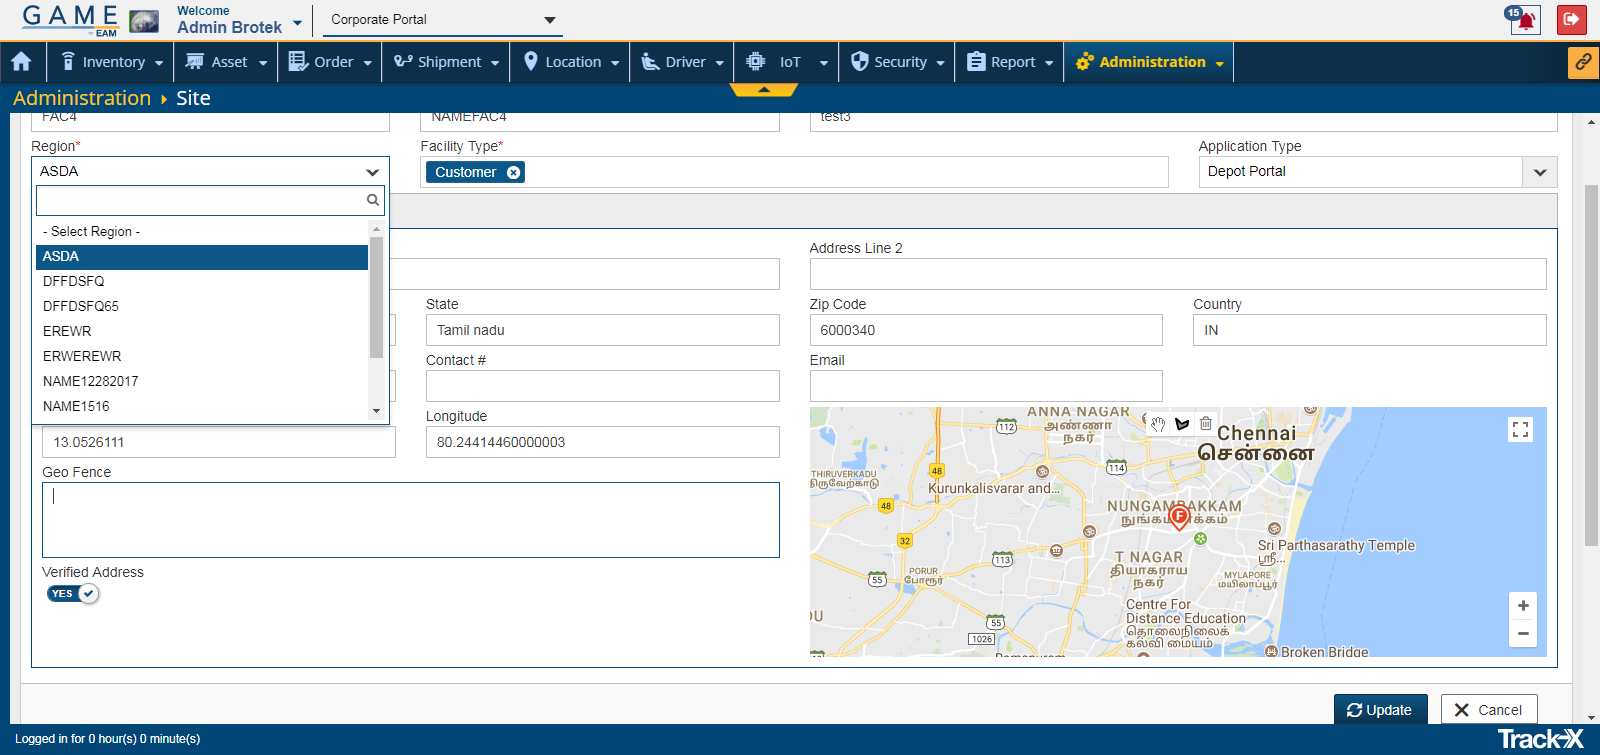 GAME
by EAM
Welcome
Admin Brotek
Corporate Portal
15
Inventory
Asset
Order
Shipment
Location
Driver
IoT
Security
Report
Administration
Administration
Site
FAC4
NAMEFAC4
test3
Region*
Facility Type*
Application Type
ASDA
Customer
Depot Portal
- Select Region -
ASDA
DFFDSFQ
DFFDSFQ65
EREWR
ERWEREWR
NAME12282017
NAME1516
Address Line 2
State
Zip Code
Country
Tamil nadu
6000340
IN
Contact #
Email
Longitude
13.0526111
80.24414460000003
Geo Fence
Verified Address
YES
ANNA NAGAR
அண்ணா
நகர்
112
Chennai
சென்னை
THIRUVERKADU
திருவேற்காடு
48
114
Kurunkalisvarar and...
48
NUNGAMBAKKAM
F
32
113
Sri Parthasarathy Temple
ஸ்ரீ...
T NAGAR
தியாகராய
நகர்
PORUR
போரூர்
55
MYLAPORE
மயிலாப்பூர்
Centre For
Distance Education
தொலைநிலைக்
கல்வி மையம்
55
1026
Broken Bridge
Update
Cancel
Logged in for 0 hour(s) 0 minute(s)
Track-X